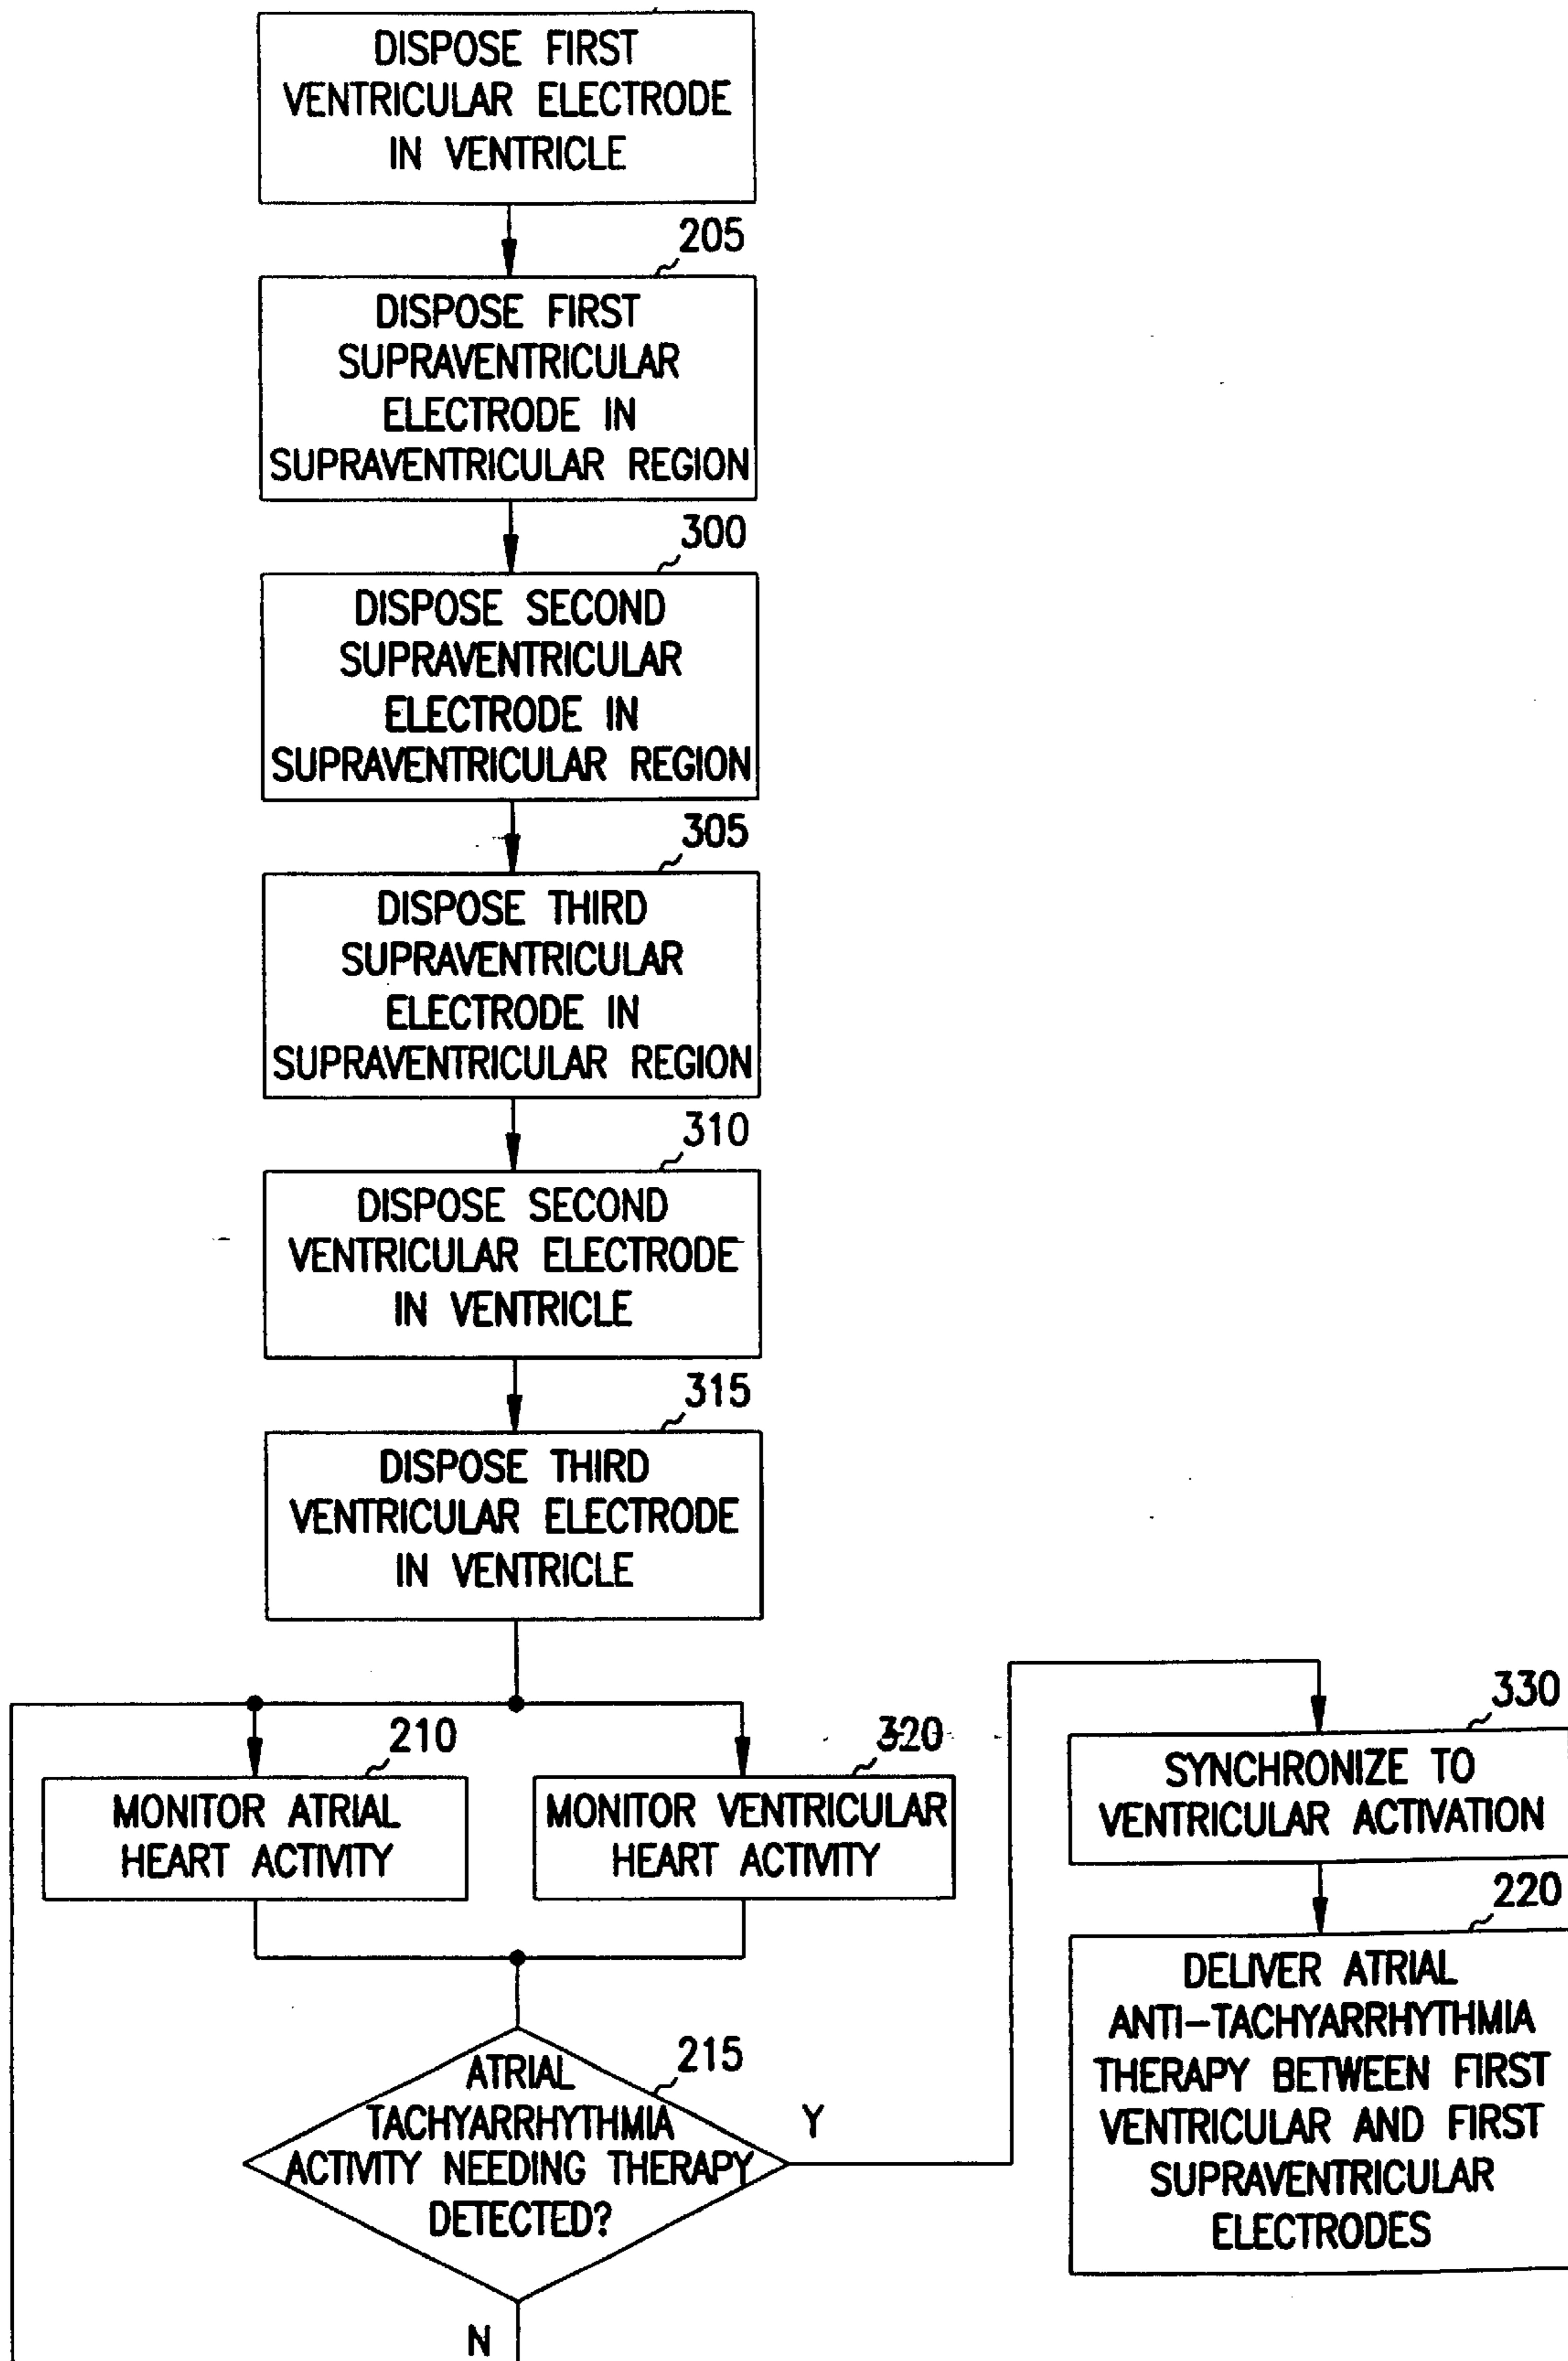 DISPOSE FIRST
VENTRICULAR ELECTRODE
IN VENTRICLE
205
DISPOSE FIRST
SUPRAVENTRICULAR
ELECTRODE IN
SUPRAVENTRICULAR REGION
300
DISPOSE SECOND
SUPRAVENTRICULAR
ELECTRODE IN
SUPRAVENTRICULAR REGION
305
DISPOSE THIRD
SUPRAVENTRICULAR
ELECTRODE IN
SUPRAVENTRICULAR REGION
310
DISPOSE SECOND
VENTRICULAR ELECTRODE
IN VENTRICLE
315
DISPOSE THIRD
VENTRICULAR ELECTRODE
IN VENTRICLE
210
MONITOR ATRIAL
HEART ACTIVITY
320
MONITOR VENTRICULAR
HEART ACTIVITY
215
ATRIAL
TACHYARRHYTHMIA
ACTIVITY NEEDING THERAPY
DETECTED?
Y
N
330
SYNCHRONIZE TO
VENTRICULAR ACTIVATION
220
DELIVER ATRIAL
ANTI-TACHYARRHYTHMIA
THERAPY BETWEEN FIRST
VENTRICULAR AND FIRST
SUPRAVENTRICULAR
ELECTRODES